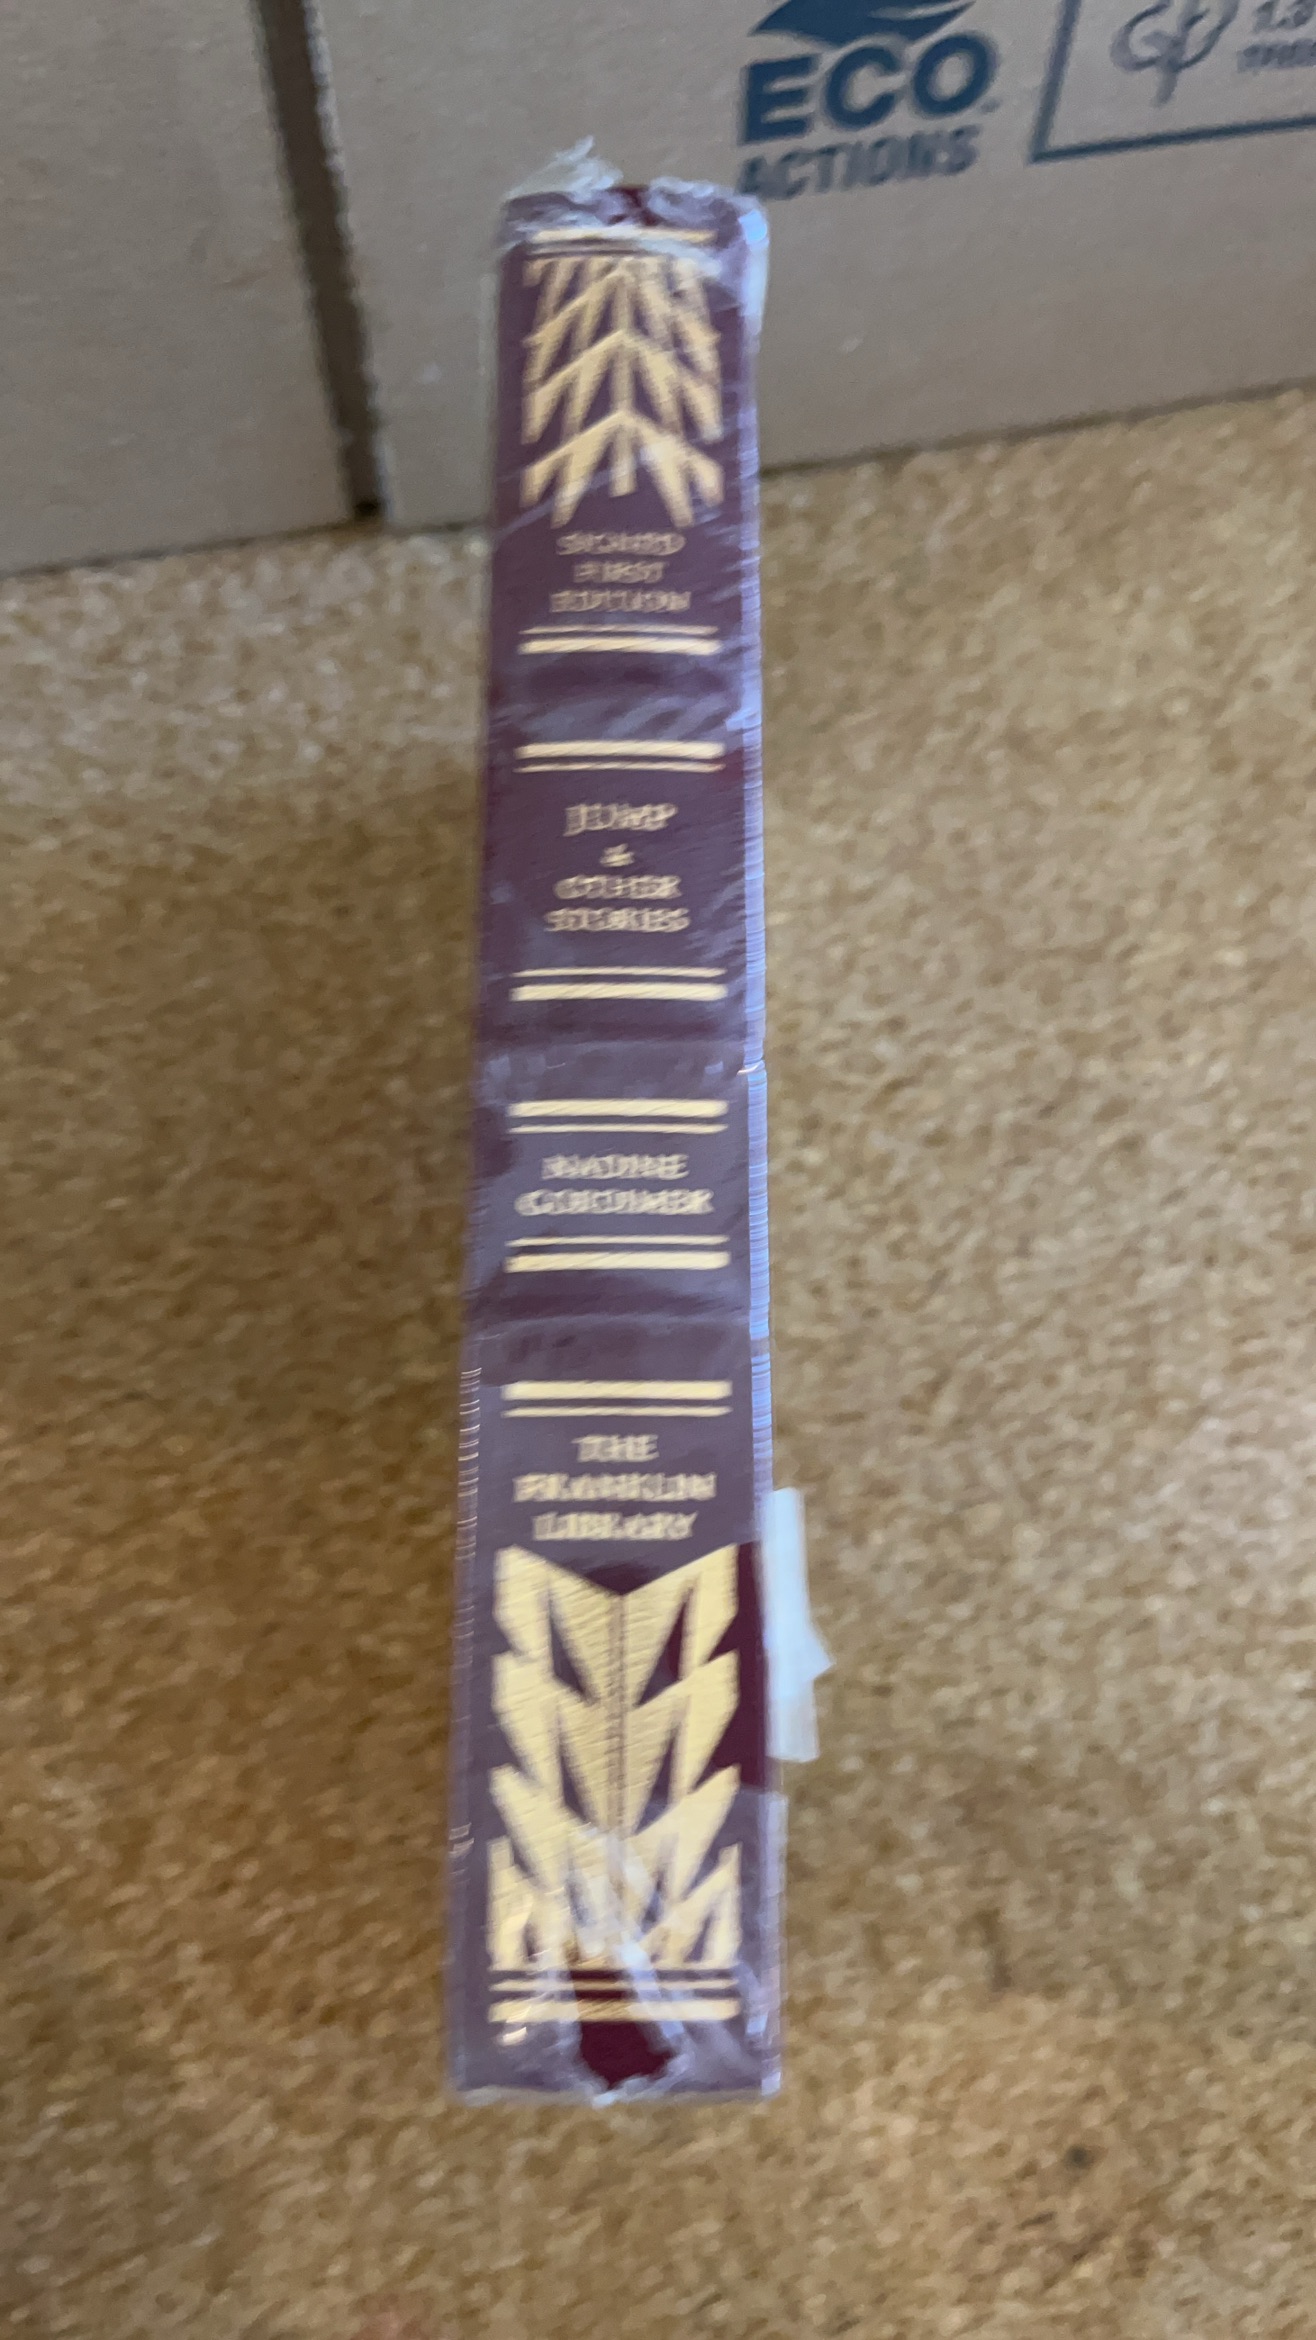 ECO
ACTIONS
SIGNED
FIRST
EDITION
JUMP
&
OTHER
STORIES
NADINE
GORDIMER
THE
FRANKLIN
LIBRARY